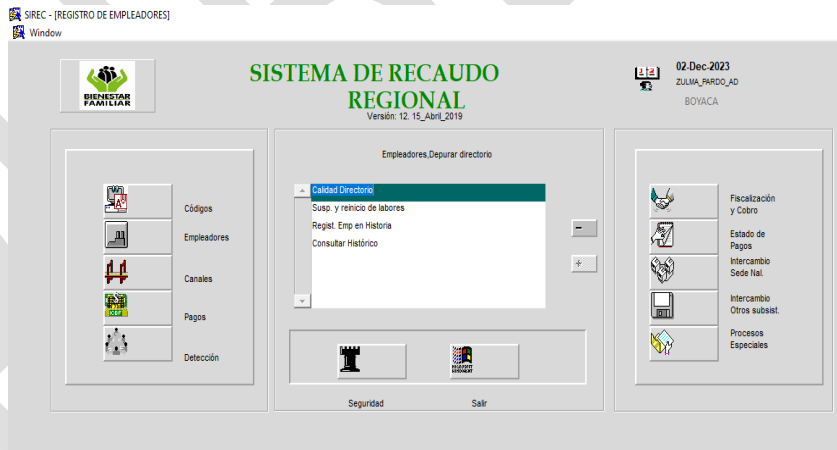 SIREC - [REGISTRO DE EMPLEADORES]
Window
BIENESTAR
FAMILIAR
SISTEMA DE RECAUDO
REGIONAL
Versión: 12. 15_Abril_2019
02-Dec-2023
ZULMA_PARDO_AD
BOYACA
Códigos
Empleadores
Canales
Pagos
Detección
Empleadores,Depurar directorio
Calidad Directorio
Susp. y reinicio de labores
Regist. Emp en Historia
Consultar Histórico
Seguridad
Salir
Fiscalización
y Cobro
Estado de
Pagos
Intercambio
Sede Nal.
Intercambio
Otros subsist.
Procesos
Especiales